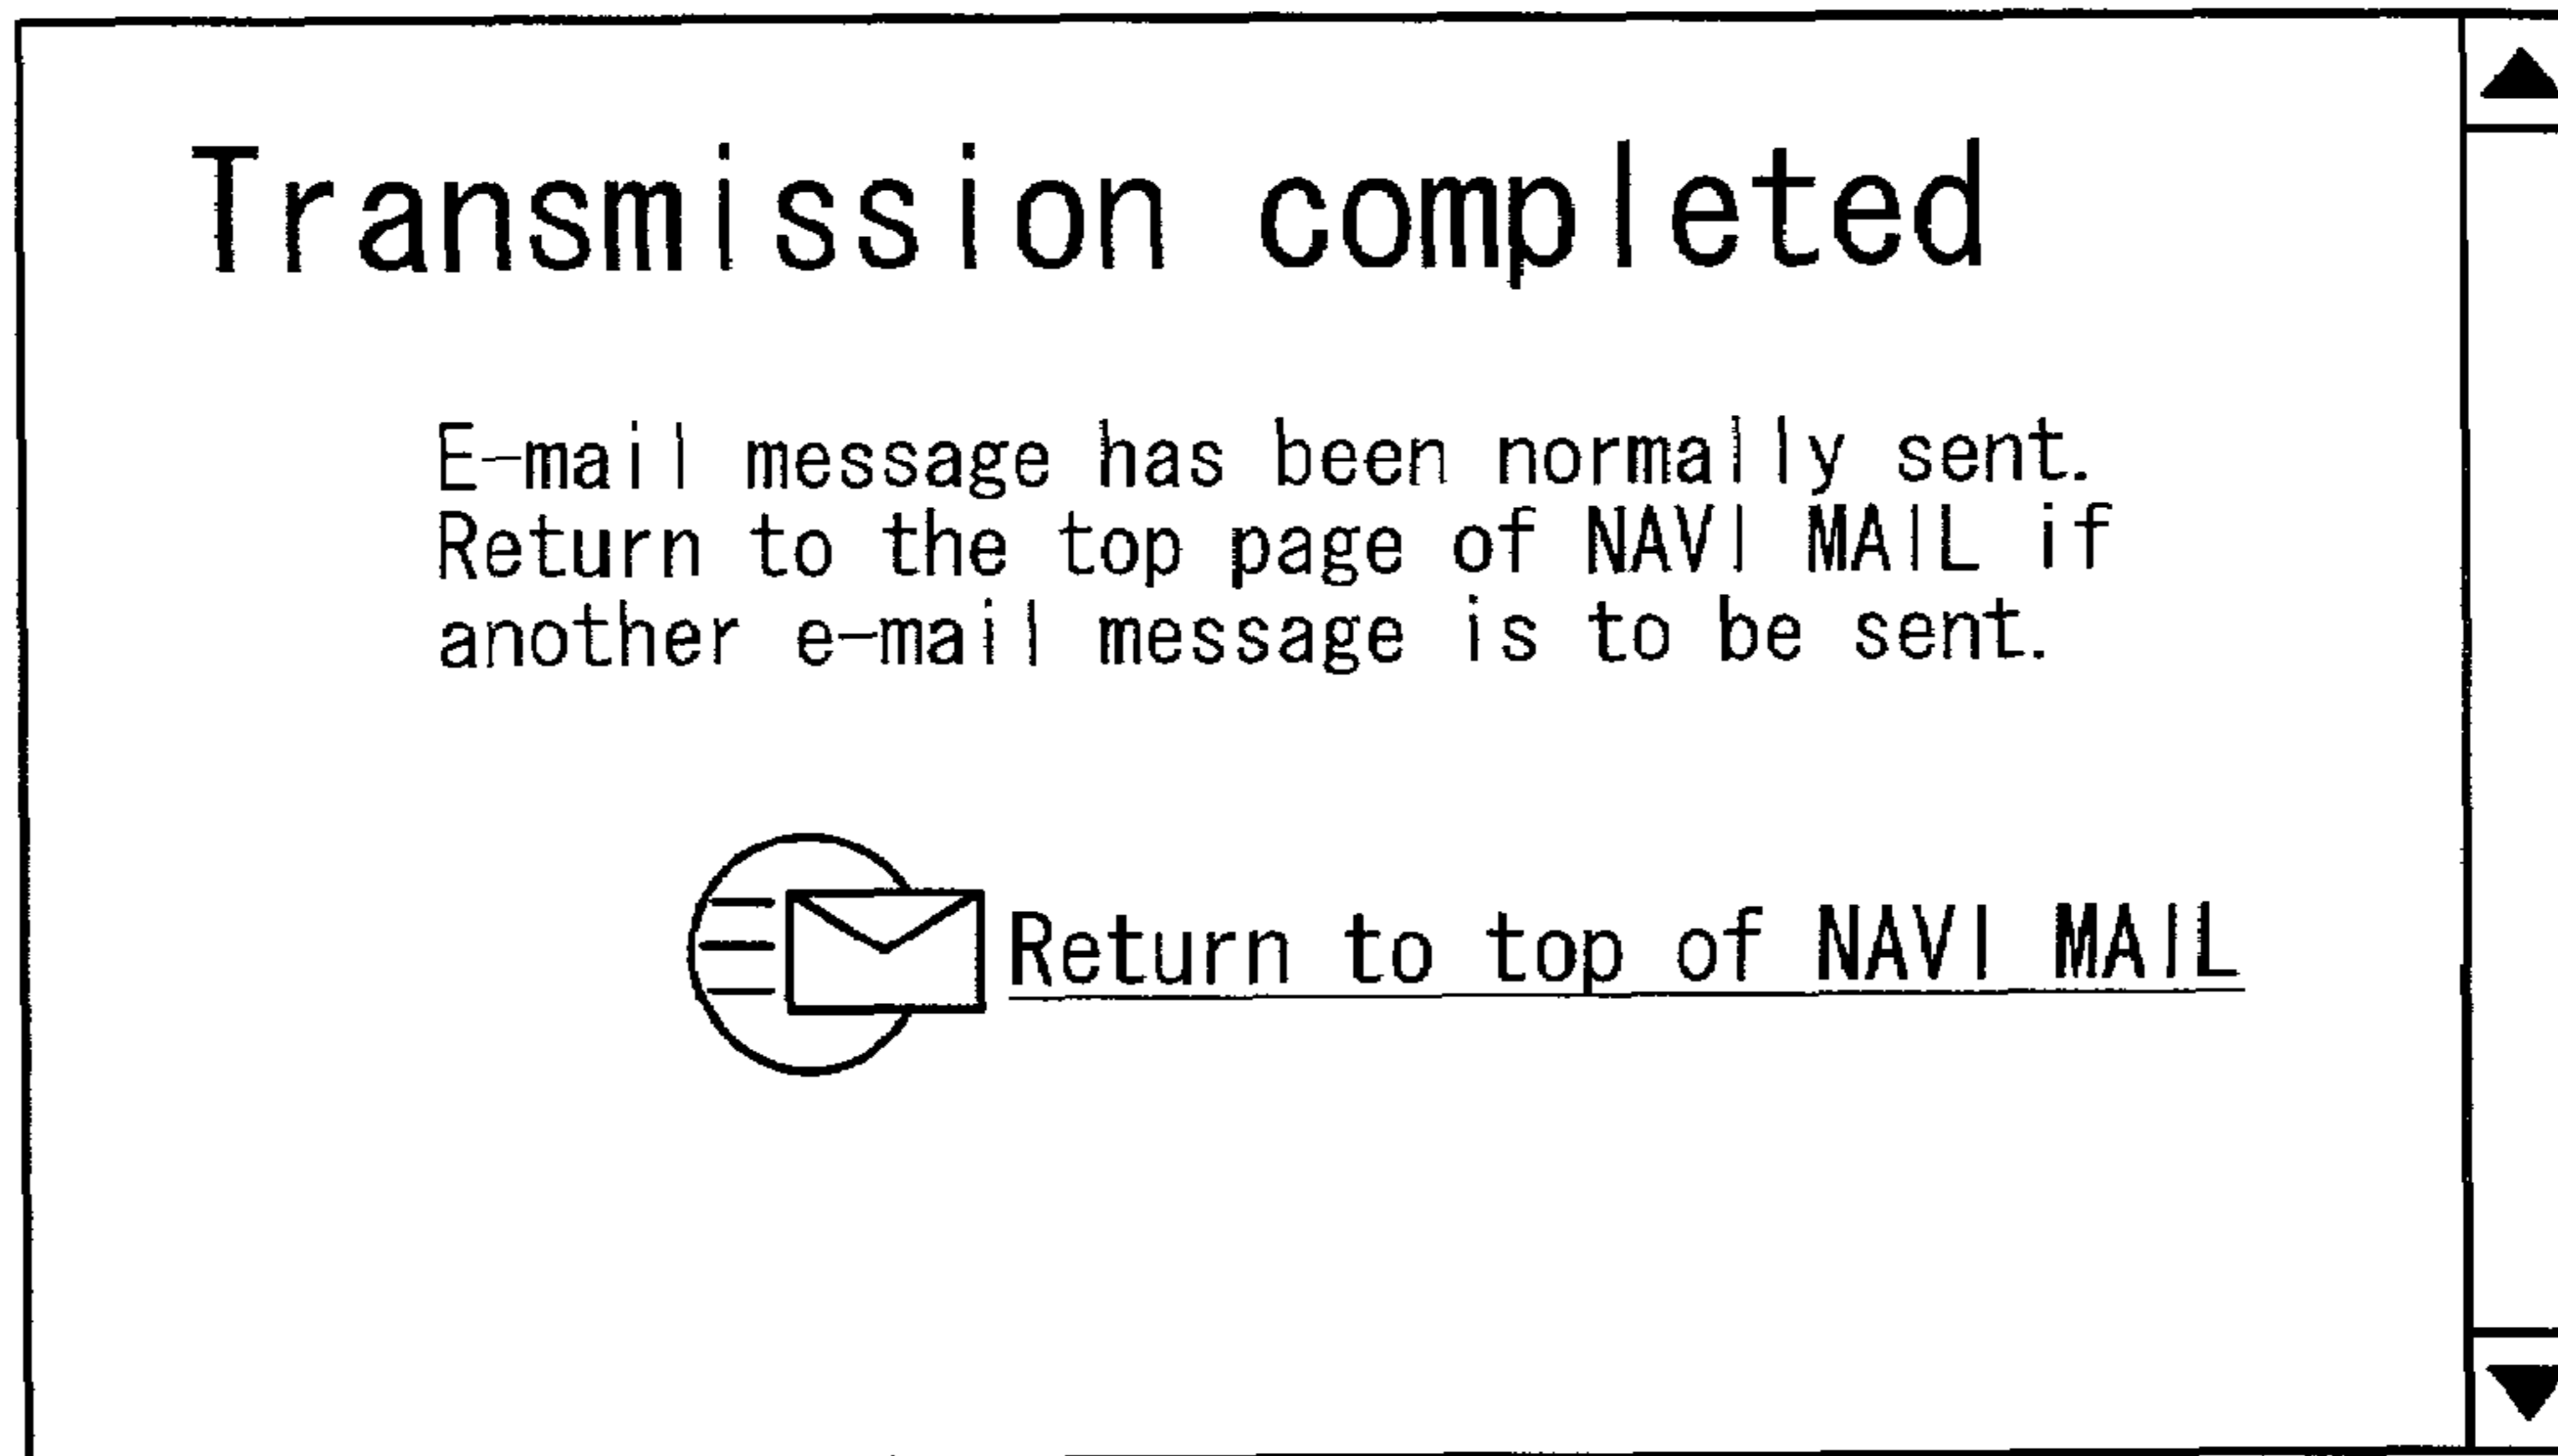 Transmission completed
E-mail message has been normally sent.
Return to the top page of NAVI MAIL if
another e-mail message is to be sent.
Return to top of NAVI MAIL